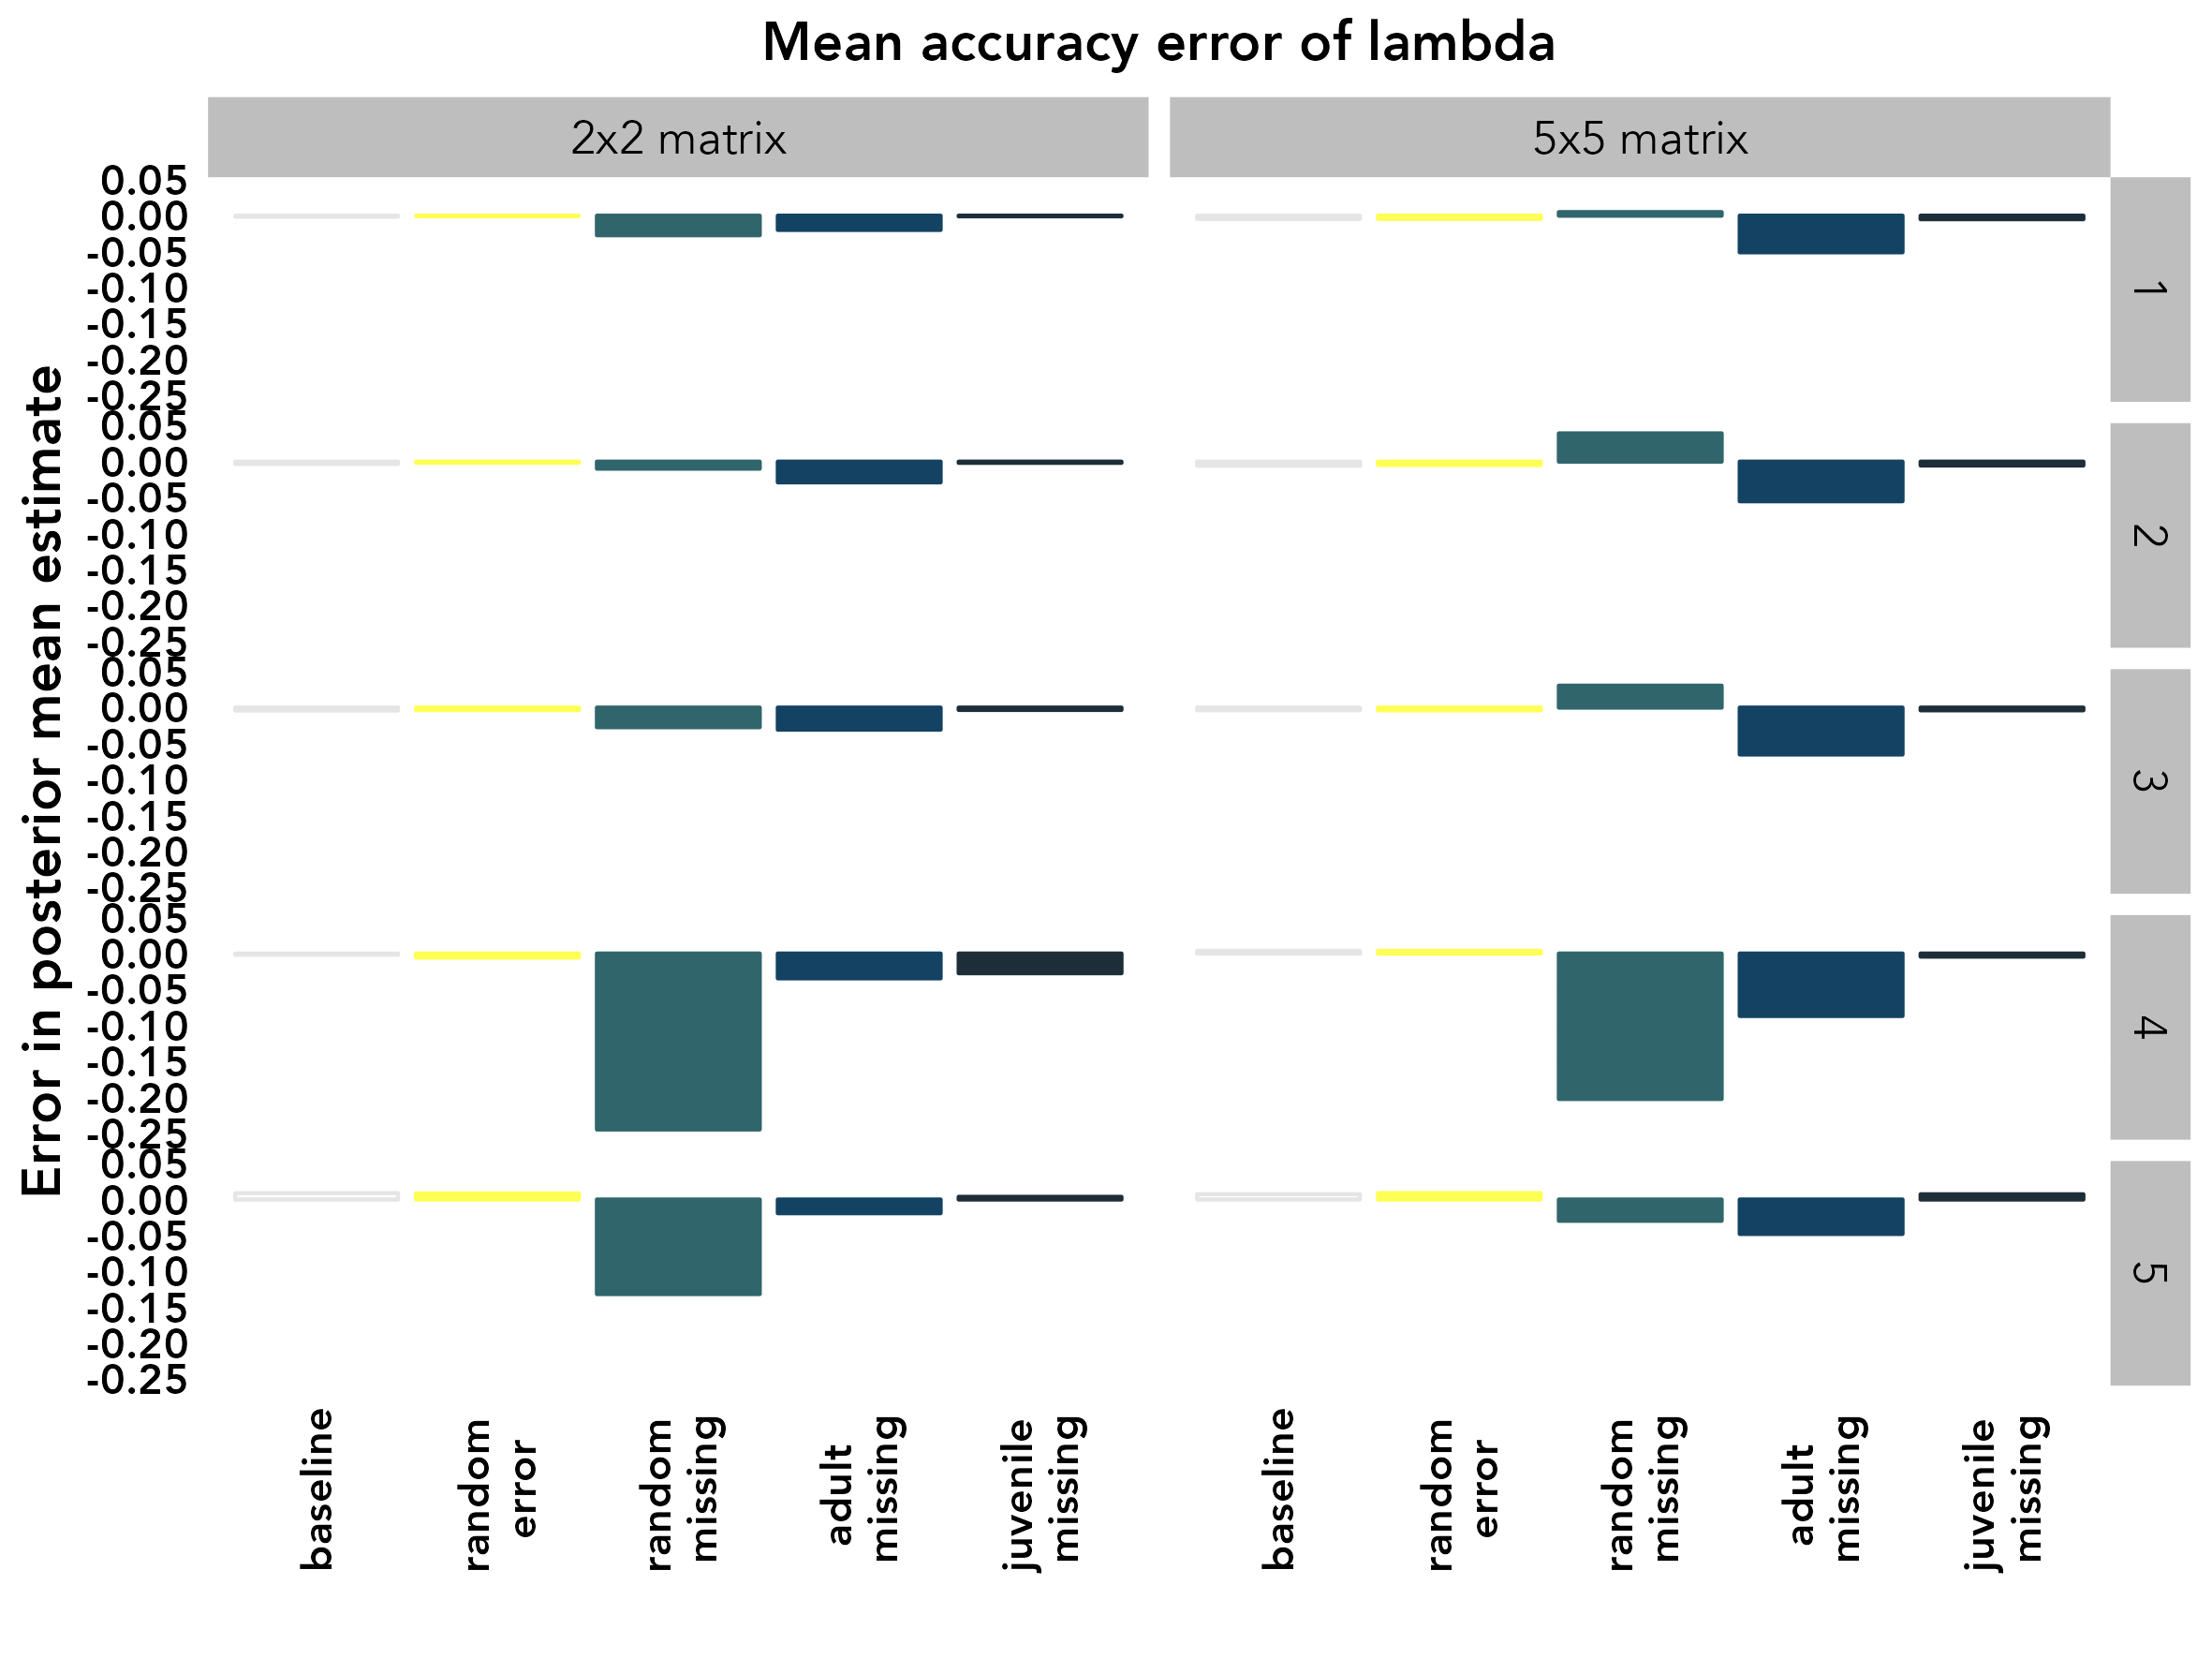 Mean accuracy error of lambda
2x2 matrix
5x5 matrix
Error in posterior mean estimate
0.05
0.00
-0.05
-0.10
-0.15
-0.20
-0.25
1
0.05
0.00
-0.05
-0.10
-0.15
-0.20
-0.25
2
0.05
0.00
-0.05
-0.10
-0.15
-0.20
-0.25
3
0.05
0.00
-0.05
-0.10
-0.15
-0.20
-0.25
4
0.05
0.00
-0.05
-0.10
-0.15
-0.20
-0.25
5
baseline
random
error
random
missing
adult
missing
juvenile
missing
baseline
random
error
random
missing
adult
missing
juvenile
missing